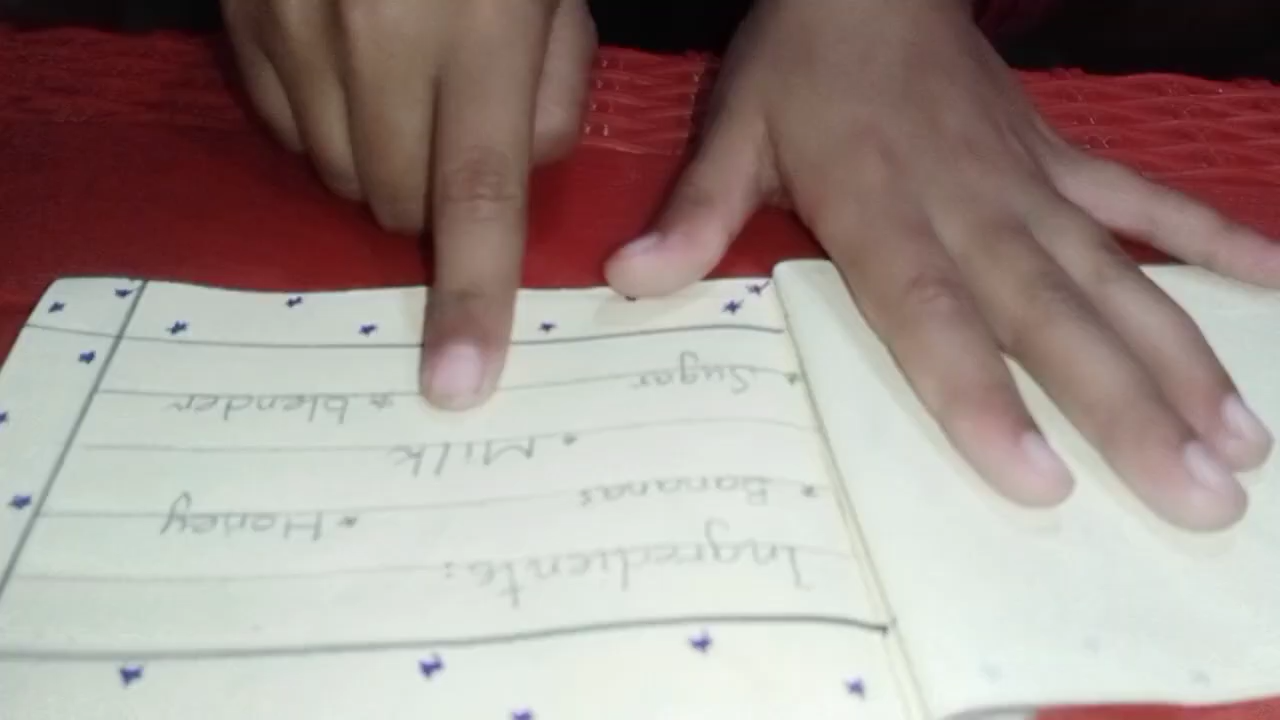 Ingredients:
* Bananas * Honey
* Milk
* Sugar * blender